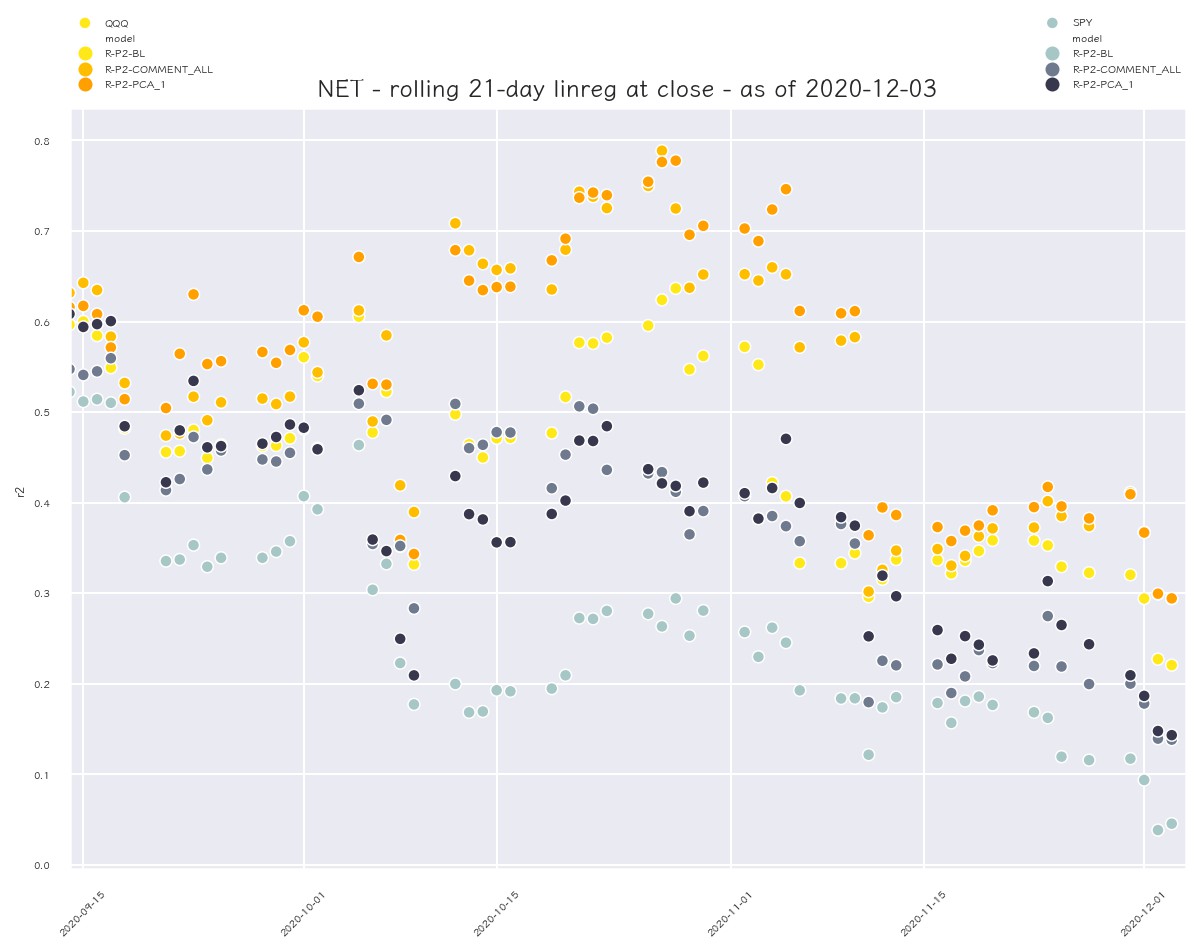 QQQ
model
R-P2-BL
R-P2-COMMENT_ALL
R-P2-PCA_1
SPY
model
R-P2-BL
R-P2-COMMENT_ALL
R-P2-PCA_1
NET - rolling 21-day linreg at close - as of 2020-12-03
0.8
0.7
0.6
0.5
0.4
0.3
0.2
0.1
0.0
r2
2020-09-15
2020-10-01
2020-10-15
2020-11-01
2020-11-15
2020-12-01